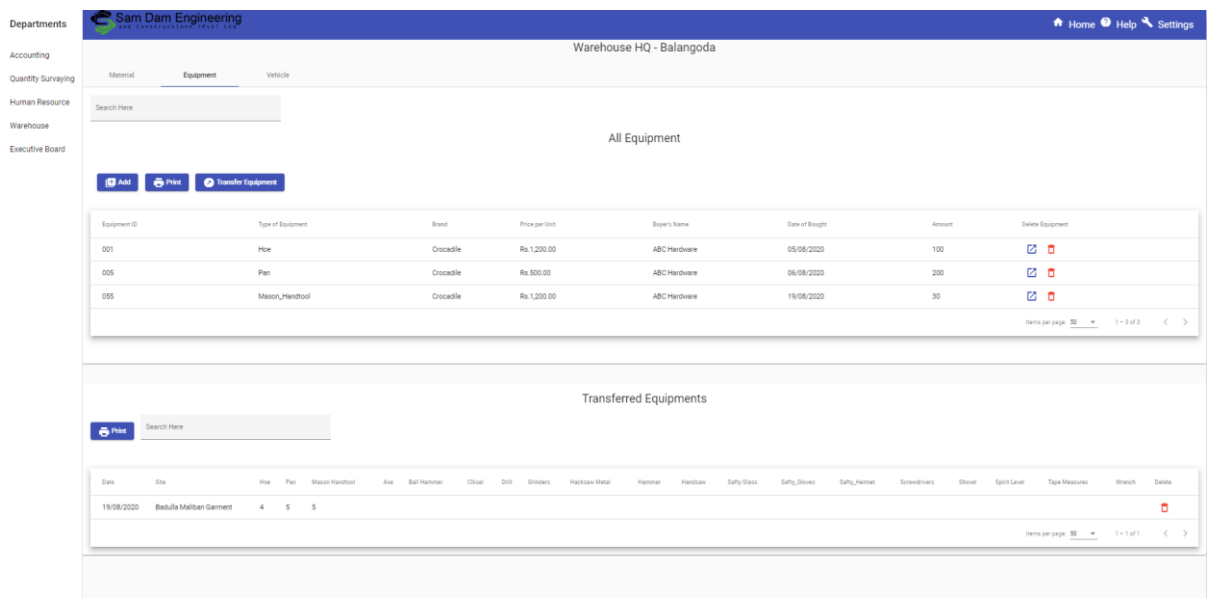 Departments
Accounting
Quantity Survaying
Human Resource
Warehouse
Executive Board
Sam Dam Engineering
and Constructions (Pvt) Ltd
Home Help Settings
Warehouse HQ - Balangoda
Material Equipment Vehicle
Search Here
All Equipment
Add Print Transfer Equipment
Equipment ID Type of Equipment Brand Price per Unit Buyer's Name Date of Bought Amount Delete Equipment
001 Hoe Crocadile Rs.1,200.00 ABC Hardware 05/08/2020 100
005 Pan Crocadile Rs.500.00 ABC Hardware 06/08/2020 200
055 Mason_Handtool Crocadile Rs.1,200.00 ABC Hardware 19/08/2020 30
Items per page: 50 1 – 3 of 3
Transferred Equipments
Print Search Here
Date Site Hoe Pan Mason Handtool Axe Ball Hammer Chisel Drill Grinders Hacksaw Metal Hammer Handsaw Safty Glass Safty_Gloves Safty_Helmet Screwdrivers Shovel Spirit Level Tape Measures Wrench Delete
19/08/2020 Badulla Maliban Garment 4 5 5
Items per page: 50 1 – 1 of 1